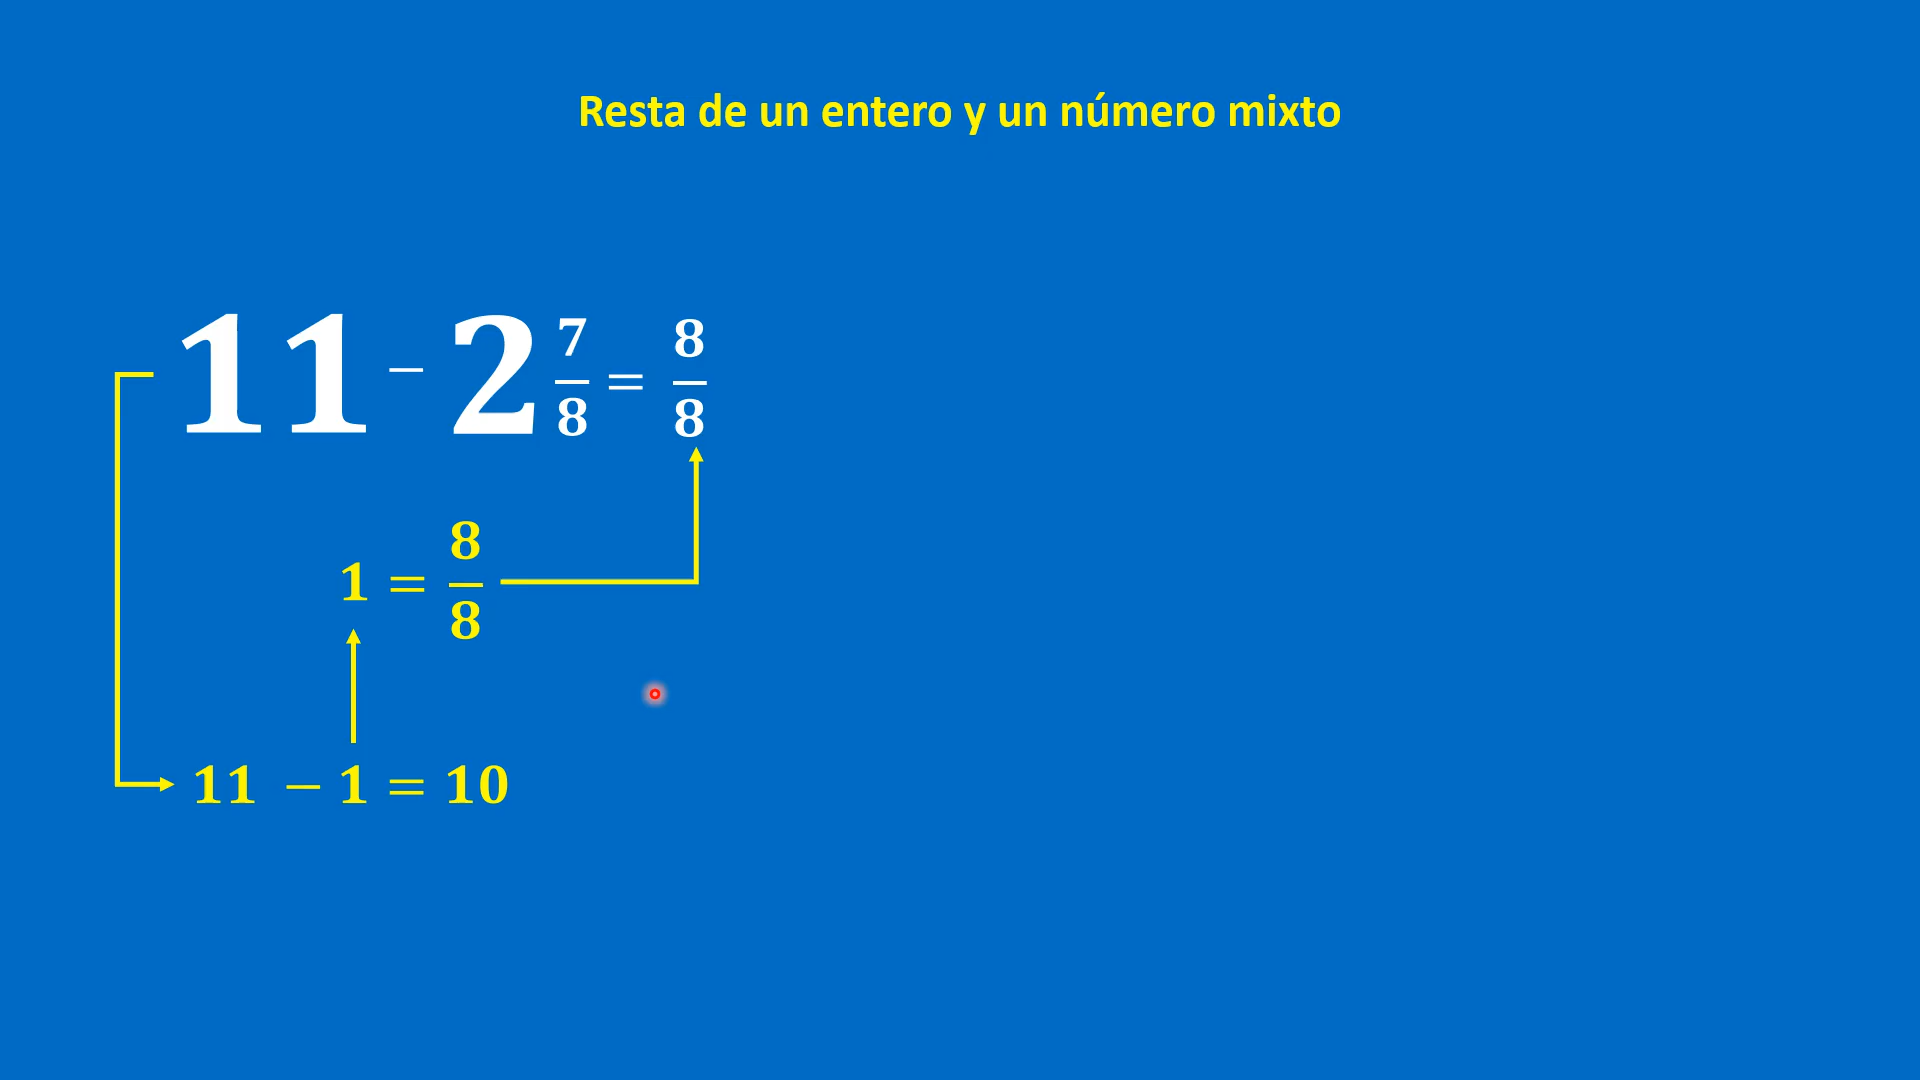 Resta de un entero y un número mixto
11 − 2 7/8 = 8/8
1 = 8/8
11 − 1 = 10